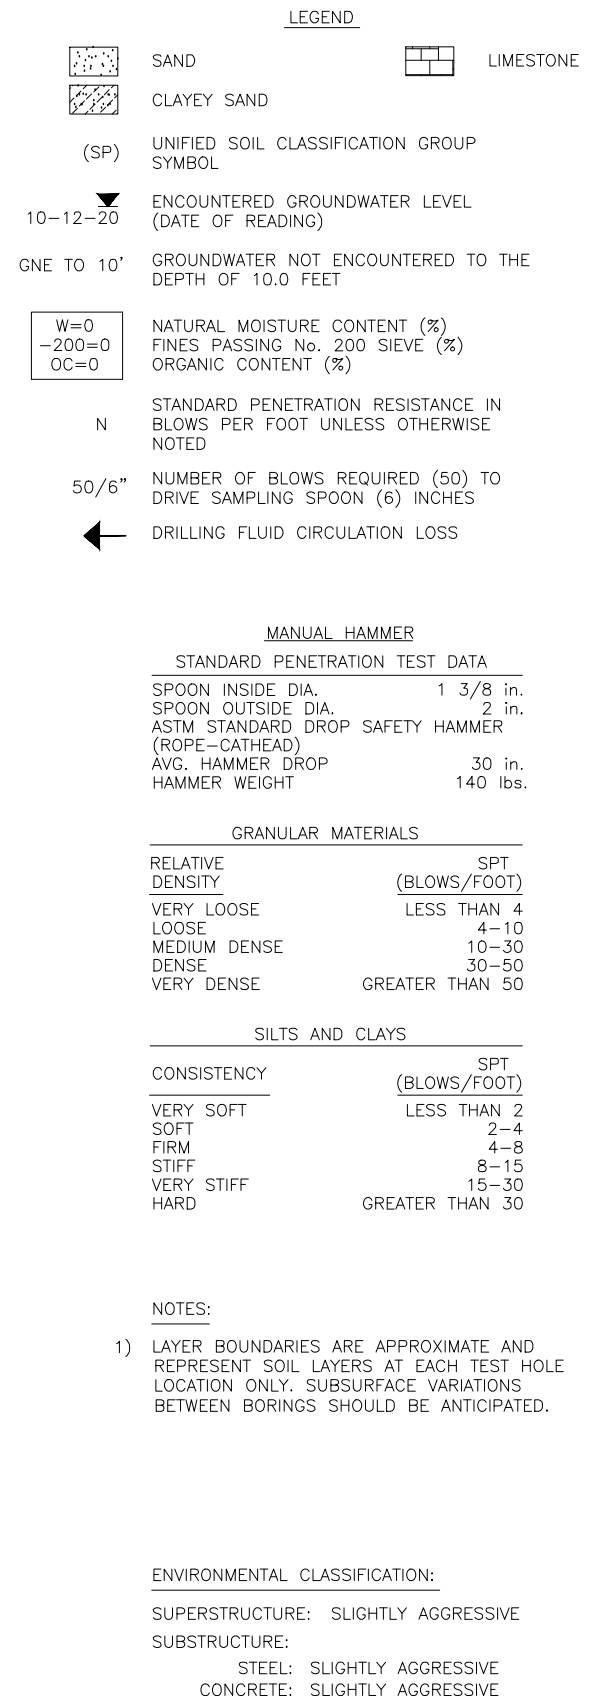 LEGEND
SAND
LIMESTONE
CLAYEY SAND
(SP)
UNIFIED SOIL CLASSIFICATION GROUP
SYMBOL
10-12-20
ENCOUNTERED GROUNDWATER LEVEL
(DATE OF READING)
GNE TO 10'
GROUNDWATER NOT ENCOUNTERED TO THE
DEPTH OF 10.0 FEET
W=0
-200=0
OC=0
NATURAL MOISTURE CONTENT (%)
FINES PASSING No. 200 SIEVE (%)
ORGANIC CONTENT (%)
N
STANDARD PENETRATION RESISTANCE IN
BLOWS PER FOOT UNLESS OTHERWISE
NOTED
50/6"
NUMBER OF BLOWS REQUIRED (50) TO
DRIVE SAMPLING SPOON (6) INCHES
DRILLING FLUID CIRCULATION LOSS
MANUAL HAMMER
STANDARD PENETRATION TEST DATA
SPOON INSIDE DIA. 1 3/8 in.
SPOON OUTSIDE DIA. 2 in.
ASTM STANDARD DROP SAFETY HAMMER
(ROPE-CATHEAD)
AVG. HAMMER DROP 30 in.
HAMMER WEIGHT 140 lbs.
GRANULAR MATERIALS
RELATIVE SPT
DENSITY (BLOWS/FOOT)
VERY LOOSE LESS THAN 4
LOOSE 4-10
MEDIUM DENSE 10-30
DENSE 30-50
VERY DENSE GREATER THAN 50
SILTS AND CLAYS
CONSISTENCY
SPT
(BLOWS/FOOT)
VERY SOFT LESS THAN 2
SOFT 2-4
FIRM 4-8
STIFF 8-15
VERY STIFF 15-30
HARD GREATER THAN 30
NOTES:
1) LAYER BOUNDARIES ARE APPROXIMATE AND
REPRESENT SOIL LAYERS AT EACH TEST HOLE
LOCATION ONLY. SUBSURFACE VARIATIONS
BETWEEN BORINGS SHOULD BE ANTICIPATED.
ENVIRONMENTAL CLASSIFICATION:
SUPERSTRUCTURE: SLIGHTLY AGGRESSIVE
SUBSTRUCTURE:
STEEL: SLIGHTLY AGGRESSIVE
CONCRETE: SLIGHTLY AGGRESSIVE